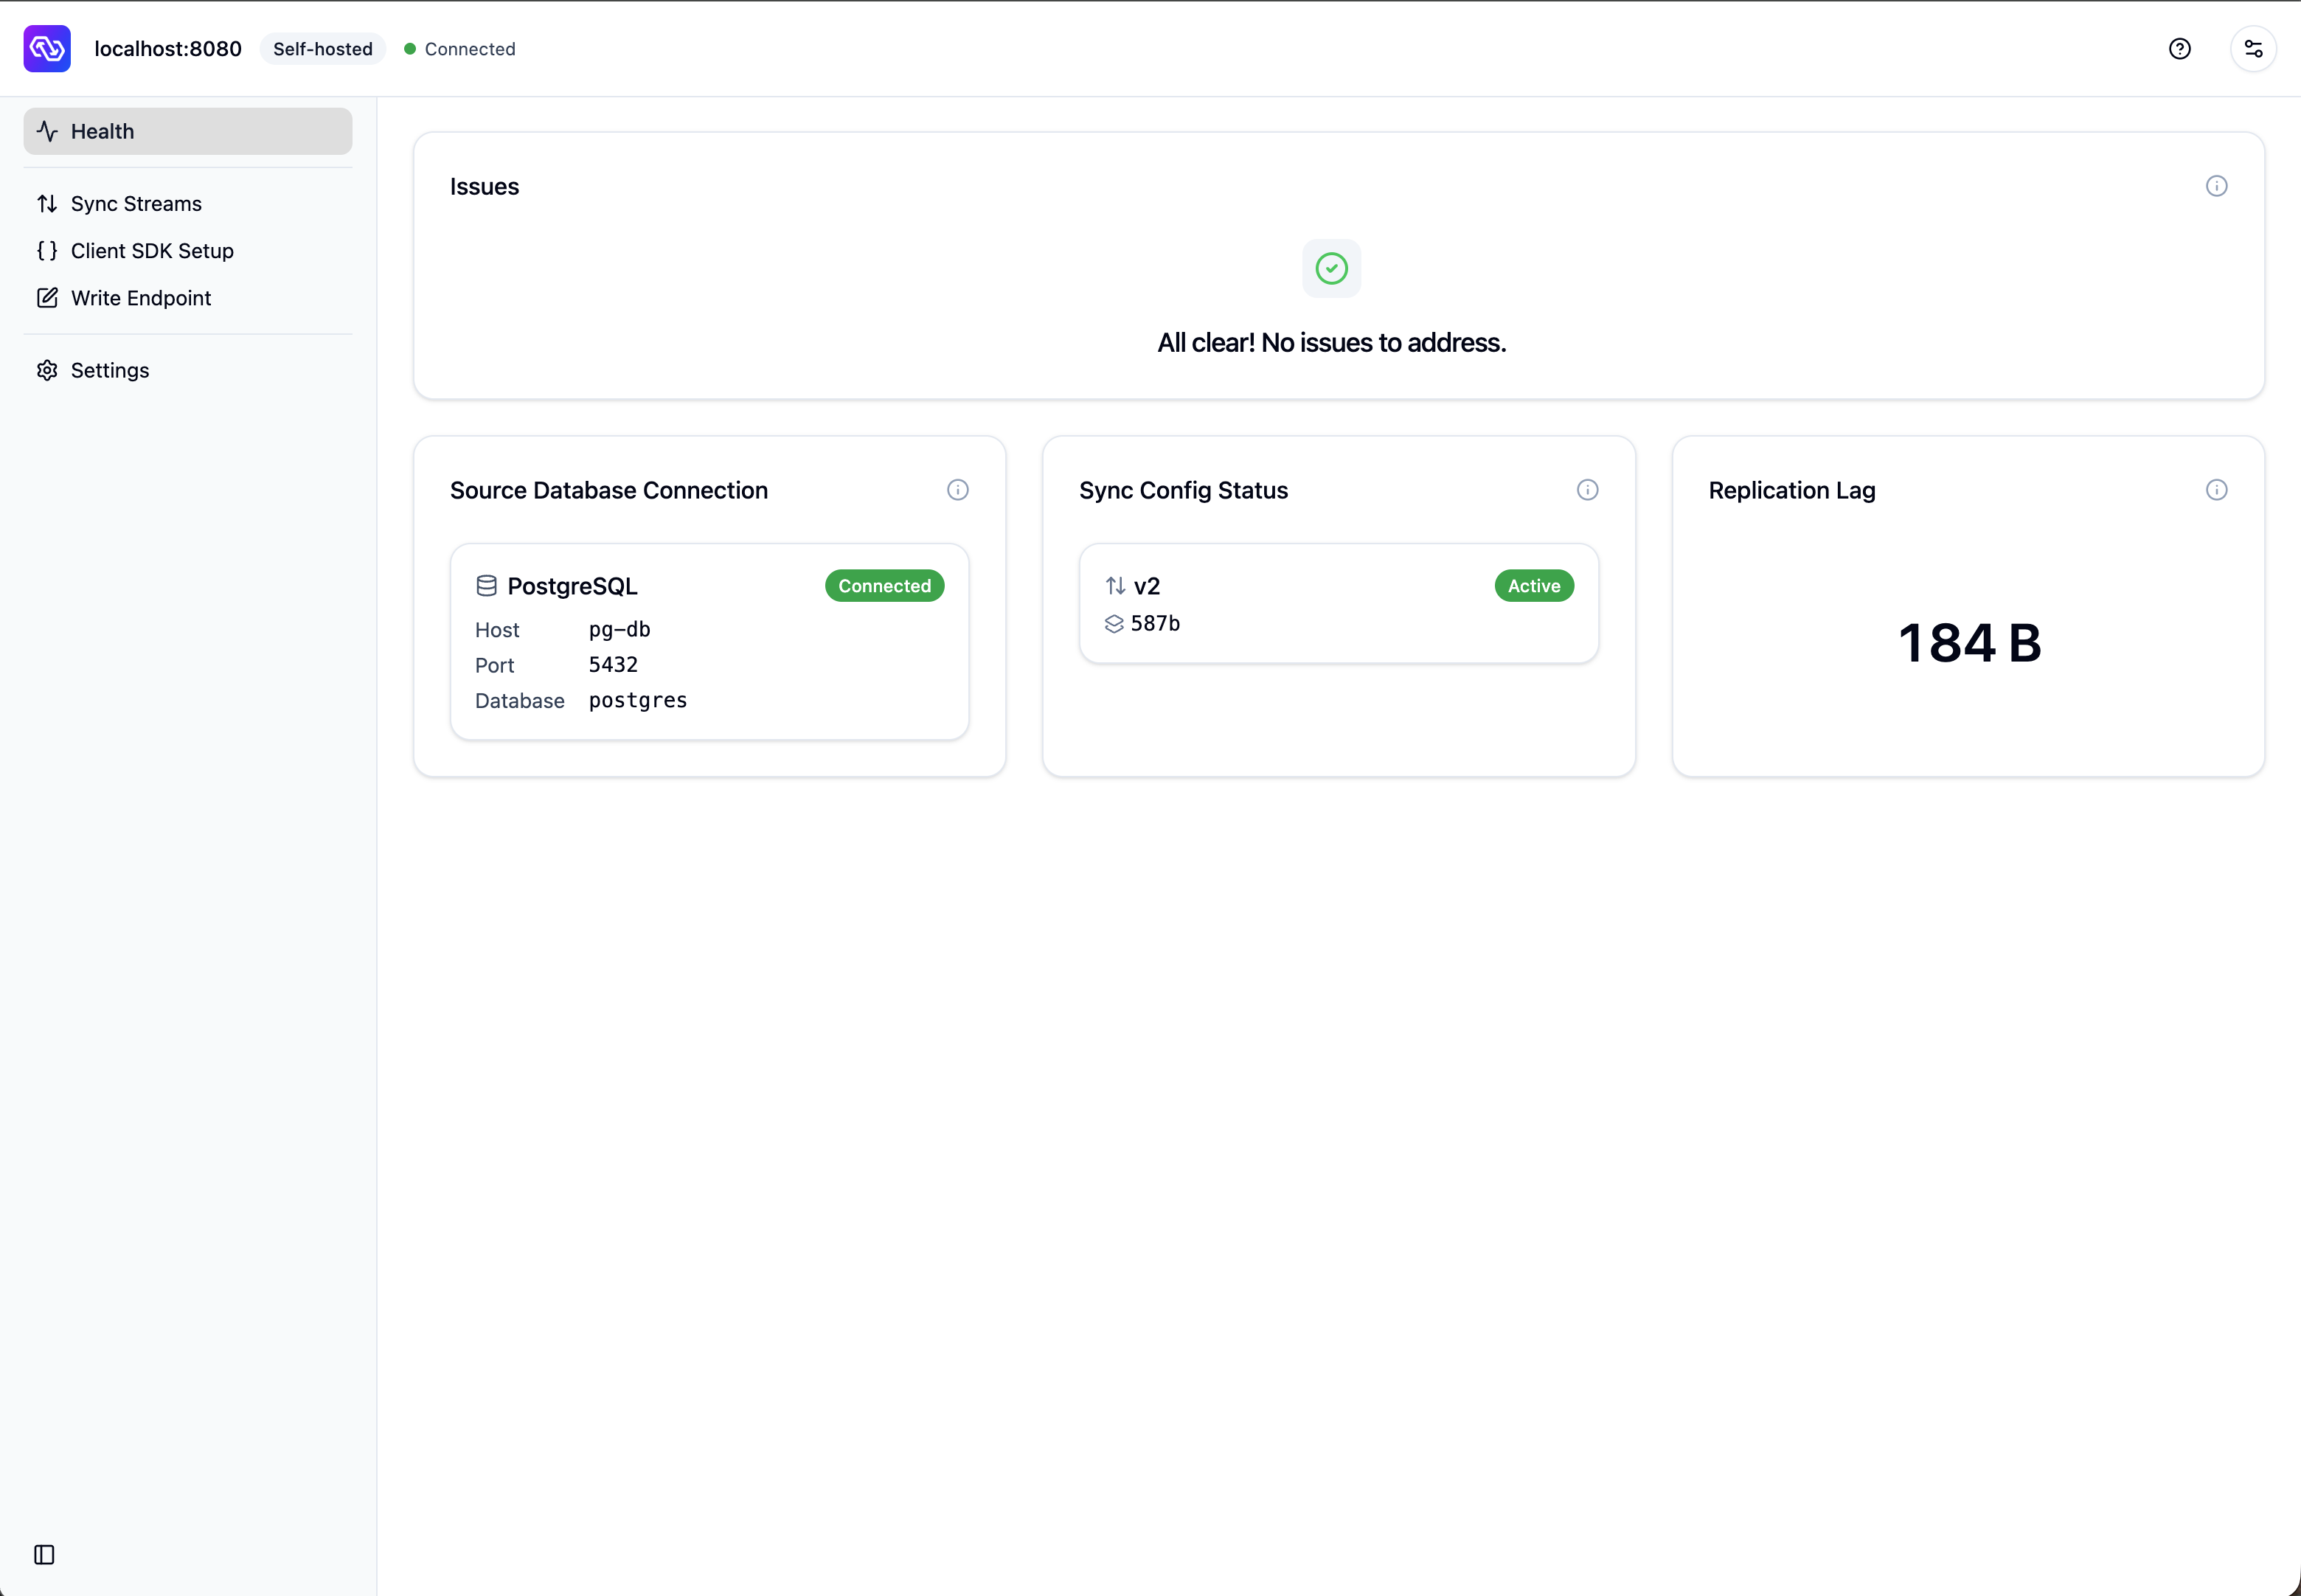 localhost:8080 Self-hosted Connected
Health
Sync Streams
Client SDK Setup
Write Endpoint
Settings
Issues
All clear! No issues to address.
Source Database Connection
PostgreSQL Connected
Host pg-db
Port 5432
Database postgres
Sync Config Status
v2 Active
587b
Replication Lag
184 B